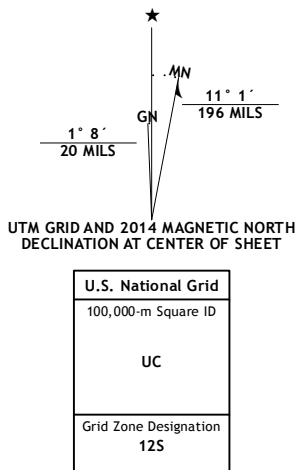 ★
MN
GN
11° 1´
196 MILS
1° 8´
20 MILS
UTM GRID AND 2014 MAGNETIC NORTH
DECLINATION AT CENTER OF SHEET
U.S. National Grid
100,000-m Square ID
UC
Grid Zone Designation
12S